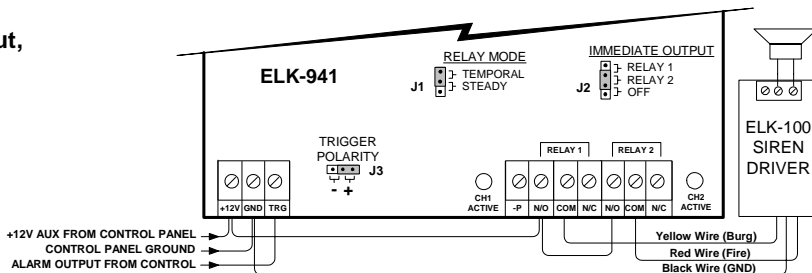 ut,
ELK-941
RELAY MODE
J1
TEMPORAL
STEADY
IMMEDIATE OUTPUT
J2
RELAY 1
RELAY 2
OFF
ELK-100
SIREN
DRIVER
TRIGGER
POLARITY
J3
- +
+12V GND TRG
CH1
ACTIVE
RELAY 1 RELAY 2
-P N/O COM N/C N/O COM N/C
CH2
ACTIVE
+12V AUX FROM CONTROL PANEL
CONTROL PANEL GROUND
ALARM OUTPUT FROM CONTROL
Yellow Wire (Burg)
Red Wire (Fire)
Black Wire (GND)